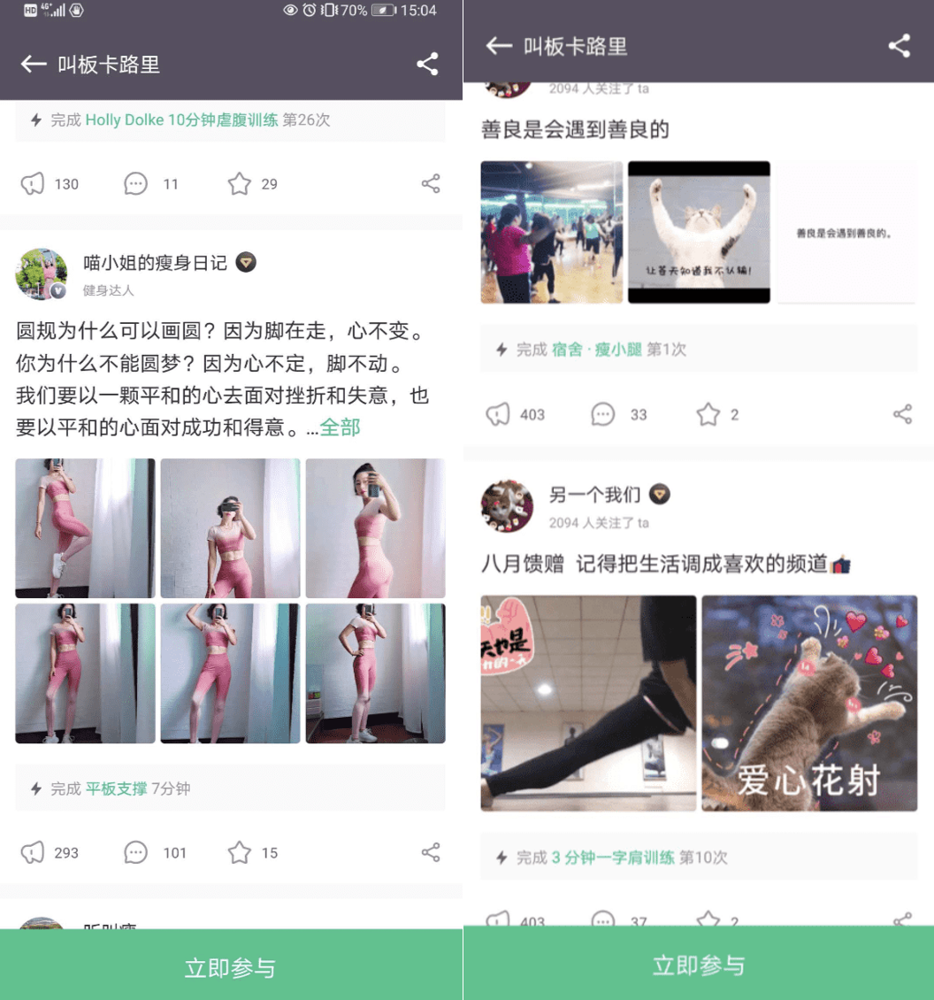 HD 4G+ 70% 15:04
叫板卡路里
完成 Holly Dolke 10分钟虐腹训练 第26次
130 11 29
喵小姐的瘦身日记
健身达人
圆规为什么可以画圆？因为脚在走，心不变。
你为什么不能圆梦？因为心不定，脚不动。
我们要以一颗平和的心去面对挫折和失意，也
要以平和的心面对成功和得意。...全部
完成 平板支撑 7分钟
293 101 15
立即参与
叫板卡路里
2094 人关注了 ta
善良是会遇到善良的
让苍天知道我不认输!
善良是会遇到善良的。
完成 宿舍 · 瘦小腿 第1次
403 33 2
另一个我们
2094 人关注了 ta
八月馈赠 记得把生活调成喜欢的频道
天也是
爱心花射
完成 3 分钟一字肩训练 第10次
403 37 2
立即参与